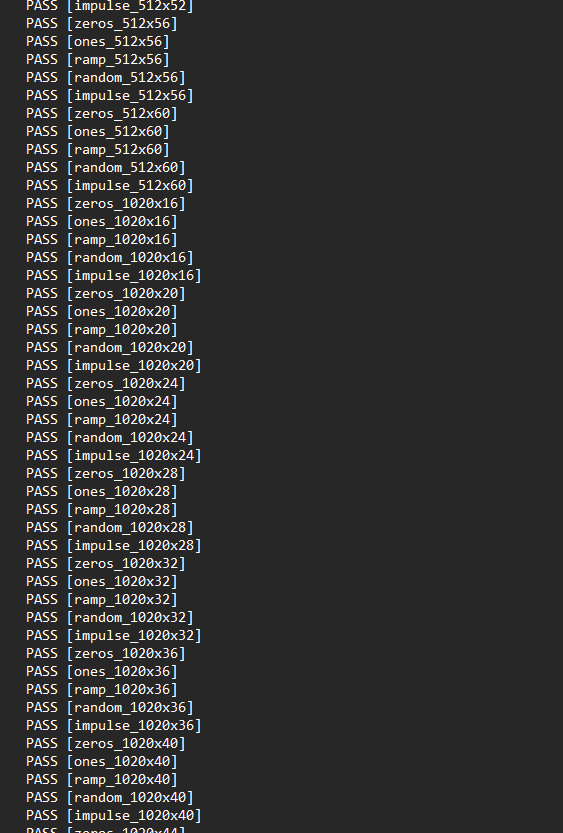 PASS [impulse_512x52]
PASS [zeros_512x56]
PASS [ones_512x56]
PASS [ramp_512x56]
PASS [random_512x56]
PASS [impulse_512x56]
PASS [zeros_512x60]
PASS [ones_512x60]
PASS [ramp_512x60]
PASS [random_512x60]
PASS [impulse_512x60]
PASS [zeros_1020x16]
PASS [ones_1020x16]
PASS [ramp_1020x16]
PASS [random_1020x16]
PASS [impulse_1020x16]
PASS [zeros_1020x20]
PASS [ones_1020x20]
PASS [ramp_1020x20]
PASS [random_1020x20]
PASS [impulse_1020x20]
PASS [zeros_1020x24]
PASS [ones_1020x24]
PASS [ramp_1020x24]
PASS [random_1020x24]
PASS [impulse_1020x24]
PASS [zeros_1020x28]
PASS [ones_1020x28]
PASS [ramp_1020x28]
PASS [random_1020x28]
PASS [impulse_1020x28]
PASS [zeros_1020x32]
PASS [ones_1020x32]
PASS [ramp_1020x32]
PASS [random_1020x32]
PASS [impulse_1020x32]
PASS [zeros_1020x36]
PASS [ones_1020x36]
PASS [ramp_1020x36]
PASS [random_1020x36]
PASS [impulse_1020x36]
PASS [zeros_1020x40]
PASS [ones_1020x40]
PASS [ramp_1020x40]
PASS [random_1020x40]
PASS [impulse_1020x40]
PASS [zeros_1020x44]